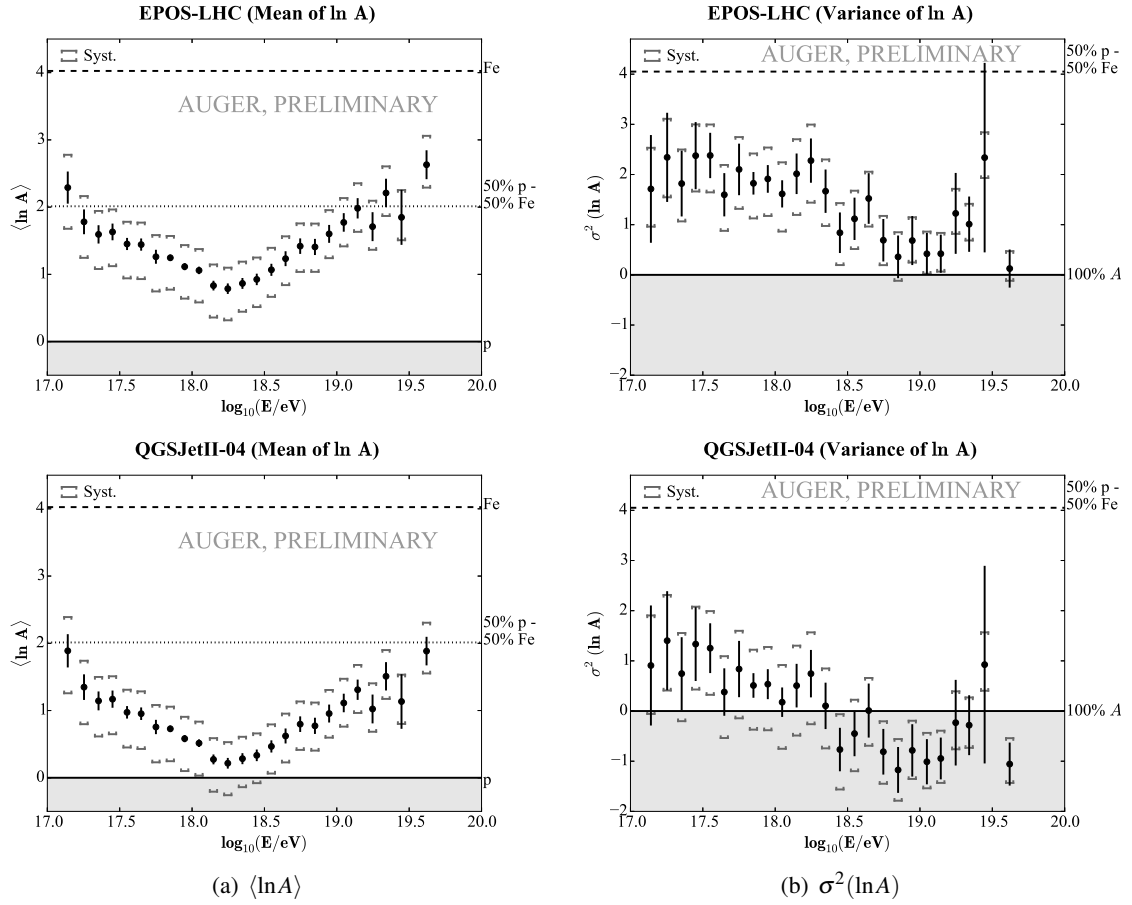 EPOS-LHC (Mean of ln A)
Syst.
Fe
AUGER, PRELIMINARY
50% p -
50% Fe
p
⟨ln A⟩
4
3
2
1
0
17.0 17.5 18.0 18.5 19.0 19.5 20.0
log₁₀(E/eV)
EPOS-LHC (Variance of ln A)
Syst.
AUGER, PRELIMINARY
50% p -
50% Fe
100% A
σ² (ln A)
4
3
2
1
0
−1
−2
17.0 17.5 18.0 18.5 19.0 19.5 20.0
log₁₀(E/eV)
QGSJetII-04 (Mean of ln A)
Syst.
Fe
AUGER, PRELIMINARY
50% p -
50% Fe
p
⟨ln A⟩
4
3
2
1
0
17.0 17.5 18.0 18.5 19.0 19.5 20.0
log₁₀(E/eV)
QGSJetII-04 (Variance of ln A)
Syst.
AUGER, PRELIMINARY
50% p -
50% Fe
100% A
σ² (ln A)
4
3
2
1
0
−1
−2
17.0 17.5 18.0 18.5 19.0 19.5 20.0
log₁₀(E/eV)
(a) ⟨lnA⟩
(b) σ²(lnA)